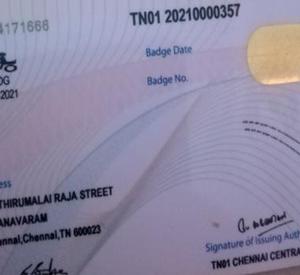 4171666
TN01 20210000357
Badge Date
OG
Badge No.
2021
ess
THIRUMALAI RAJA STREET
ANAVARAM
ennai,Chennai,TN 600023
Signature of Issuing Auth
TN01 CHENNAI CENTRA